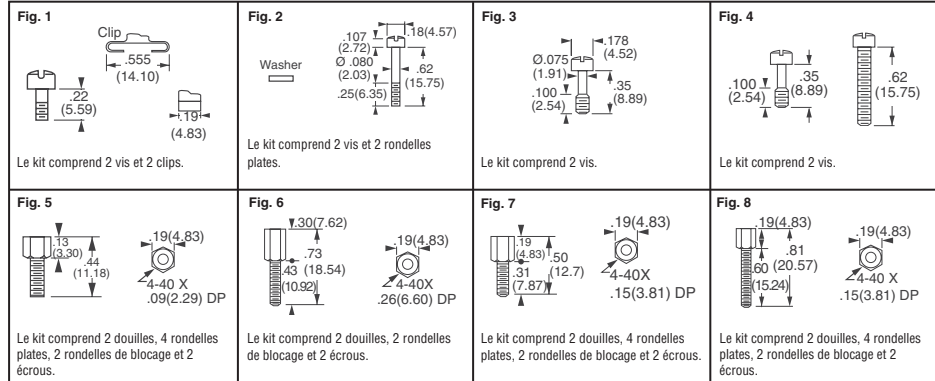 Fig. 1
Clip
.555
(14.10)
.22
(5.59)
.19
(4.83)
Le kit comprend 2 vis et 2 clips.
Fig. 2
.18(4.57)
.107
(2.72)
Ø .080
(2.03)
Washer
.62
(15.75)
.25(6.35)
Le kit comprend 2 vis et 2 rondelles
plates.
Fig. 3
.178
(4.52)
Ø.075
(1.91)
.35
(8.89)
.100
(2.54)
Le kit comprend 2 vis.
Fig. 4
.35
(8.89)
.100
(2.54)
.62
(15.75)
Le kit comprend 2 vis.
Fig. 5
.13
(3.30)
.44
(11.18)
.19(4.83)
4-40 X
.09(2.29) DP
Le kit comprend 2 douilles, 4 rondelles
plates, 2 rondelles de blocage et 2
écrous.
Fig. 6
.30(7.62)
.73
(18.54)
.43
(10.92)
.19(4.83)
4-40 X
.26(6.60) DP
Le kit comprend 2 douilles, 2 rondelles
de blocage et 2 écrous.
Fig. 7
.19
(4.83)
.50
(12.7)
.31
(7.87)
.19(4.83)
4-40X
.15(3.81) DP
Le kit comprend 2 douilles, 4 rondelles
plates, 2 rondelles de blocage et 2 écrous.
Fig. 8
.19(4.83)
.81
(20.57)
.60
(15.24)
.19(4.83)
4-40 X
.15(3.81) DP
Le kit comprend 2 douilles, 4 rondelles
plates, 2 rondelles de blocage et 2
écrous.